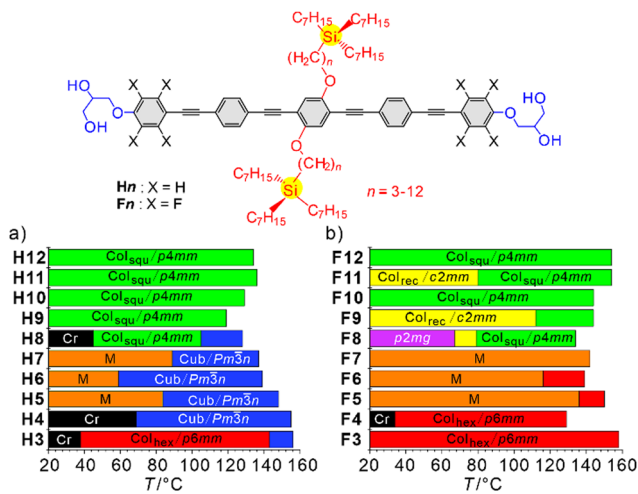 C₇H₁₅ C₇H₁₅
Si C₇H₁₅
(H₂C)n
O
X X X X
HO O O OH
HO X X X X OH
O
(CH₂)n
C₇H₁₅ Si
C₇H₁₅ C₇H₁₅
Hn : X = H
Fn : X = F
n = 3-12
a)
H12 Colsqu/p4mm
H11 Colsqu/p4mm
H10 Colsqu/p4mm
H9 Colsqu/p4mm
H8 Cr Colsqu/p4mm
H7 M Cub/Pm3̅n
H6 M Cub/Pm3̅n
H5 M Cub/Pm3̅n
H4 Cr Cub/Pm3̅n
H3 Cr Colhex/p6mm
20 40 60 80 100 120 140 160
T/°C
b)
F12 Colsqu/p4mm
F11 Colrec/c2mm Colsqu/p4mm
F10 Colsqu/p4mm
F9 Colrec/c2mm
F8 p2mg Colsqu/p4mm
F7 M
F6 M
F5 M
F4 Cr Colhex/p6mm
F3 Colhex/p6mm
20 40 60 80 100 120 140 160
T/°C